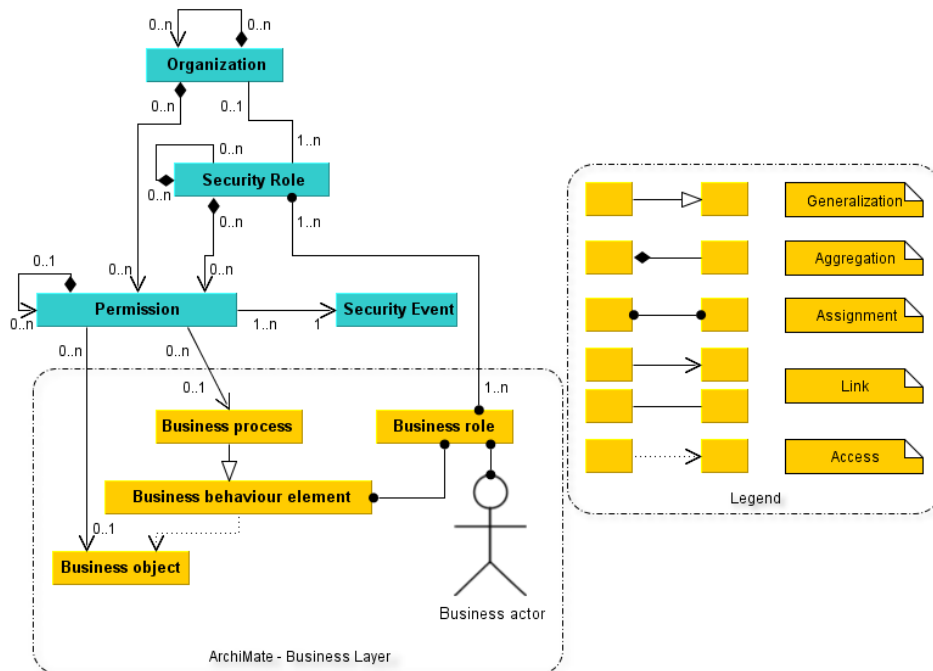 0..n
0..n
Organization
0..n
0..1
0..n
1..n
Security Role
0..n
0..n
1..n
0..1
0..n
0..n
Permission
Security Event
0..n
1..n
1
0..n
0..n
0..1
1..n
Business process
Business role
Business behaviour element
0..1
Business object
Business actor
ArchiMate - Business Layer
Generalization
Aggregation
Assignment
Link
Access
Legend